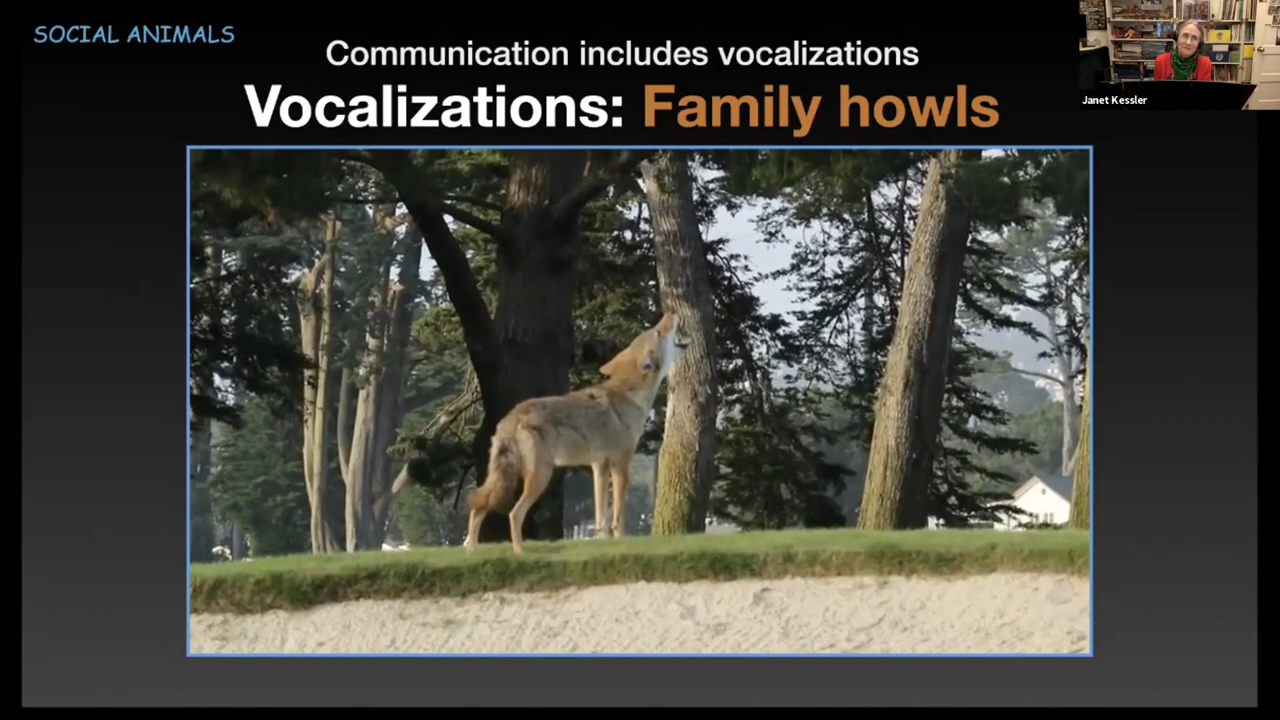 SOCIAL ANIMALS
Communication includes vocalizations
Vocalizations: Family howls
Janet Kessler